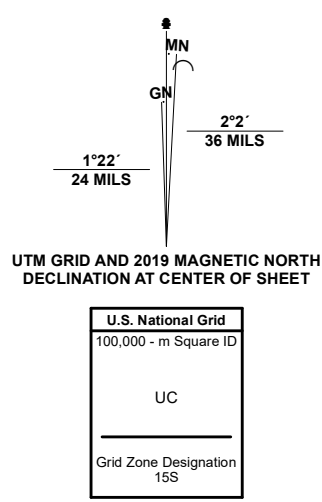 MN
GN
2°2´
36 MILS
1°22´
24 MILS
UTM GRID AND 2019 MAGNETIC NORTH
DECLINATION AT CENTER OF SHEET
U.S. National Grid
100,000 - m Square ID
UC
Grid Zone Designation
15S